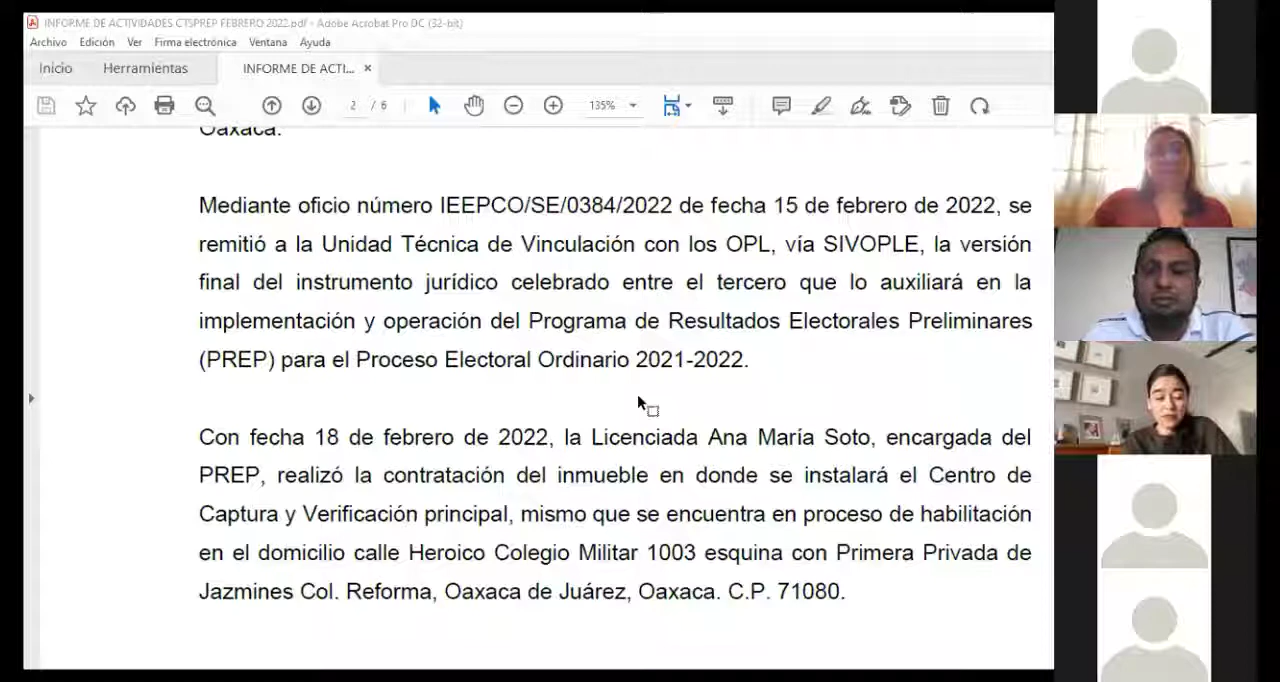 INFORME DE ACTIVIDADES CTSPREP FEBRERO 2022.pdf - Adobe Acrobat Pro DC (32-bit)
Archivo Edición Ver Firma electrónica Ventana Ayuda
Inicio Herramientas INFORME DE ACTI... ×
2 / 6 135%
Oaxaca.
Mediante oficio número IEEPCO/SE/0384/2022 de fecha 15 de febrero de 2022, se
remitió a la Unidad Técnica de Vinculación con los OPL, vía SIVOPLE, la versión
final del instrumento jurídico celebrado entre el tercero que lo auxiliará en la
implementación y operación del Programa de Resultados Electorales Preliminares
(PREP) para el Proceso Electoral Ordinario 2021-2022.
Con fecha 18 de febrero de 2022, la Licenciada Ana María Soto, encargada del
PREP, realizó la contratación del inmueble en donde se instalará el Centro de
Captura y Verificación principal, mismo que se encuentra en proceso de habilitación
en el domicilio calle Heroico Colegio Militar 1003 esquina con Primera Privada de
Jazmines Col. Reforma, Oaxaca de Juárez, Oaxaca. C.P. 71080.